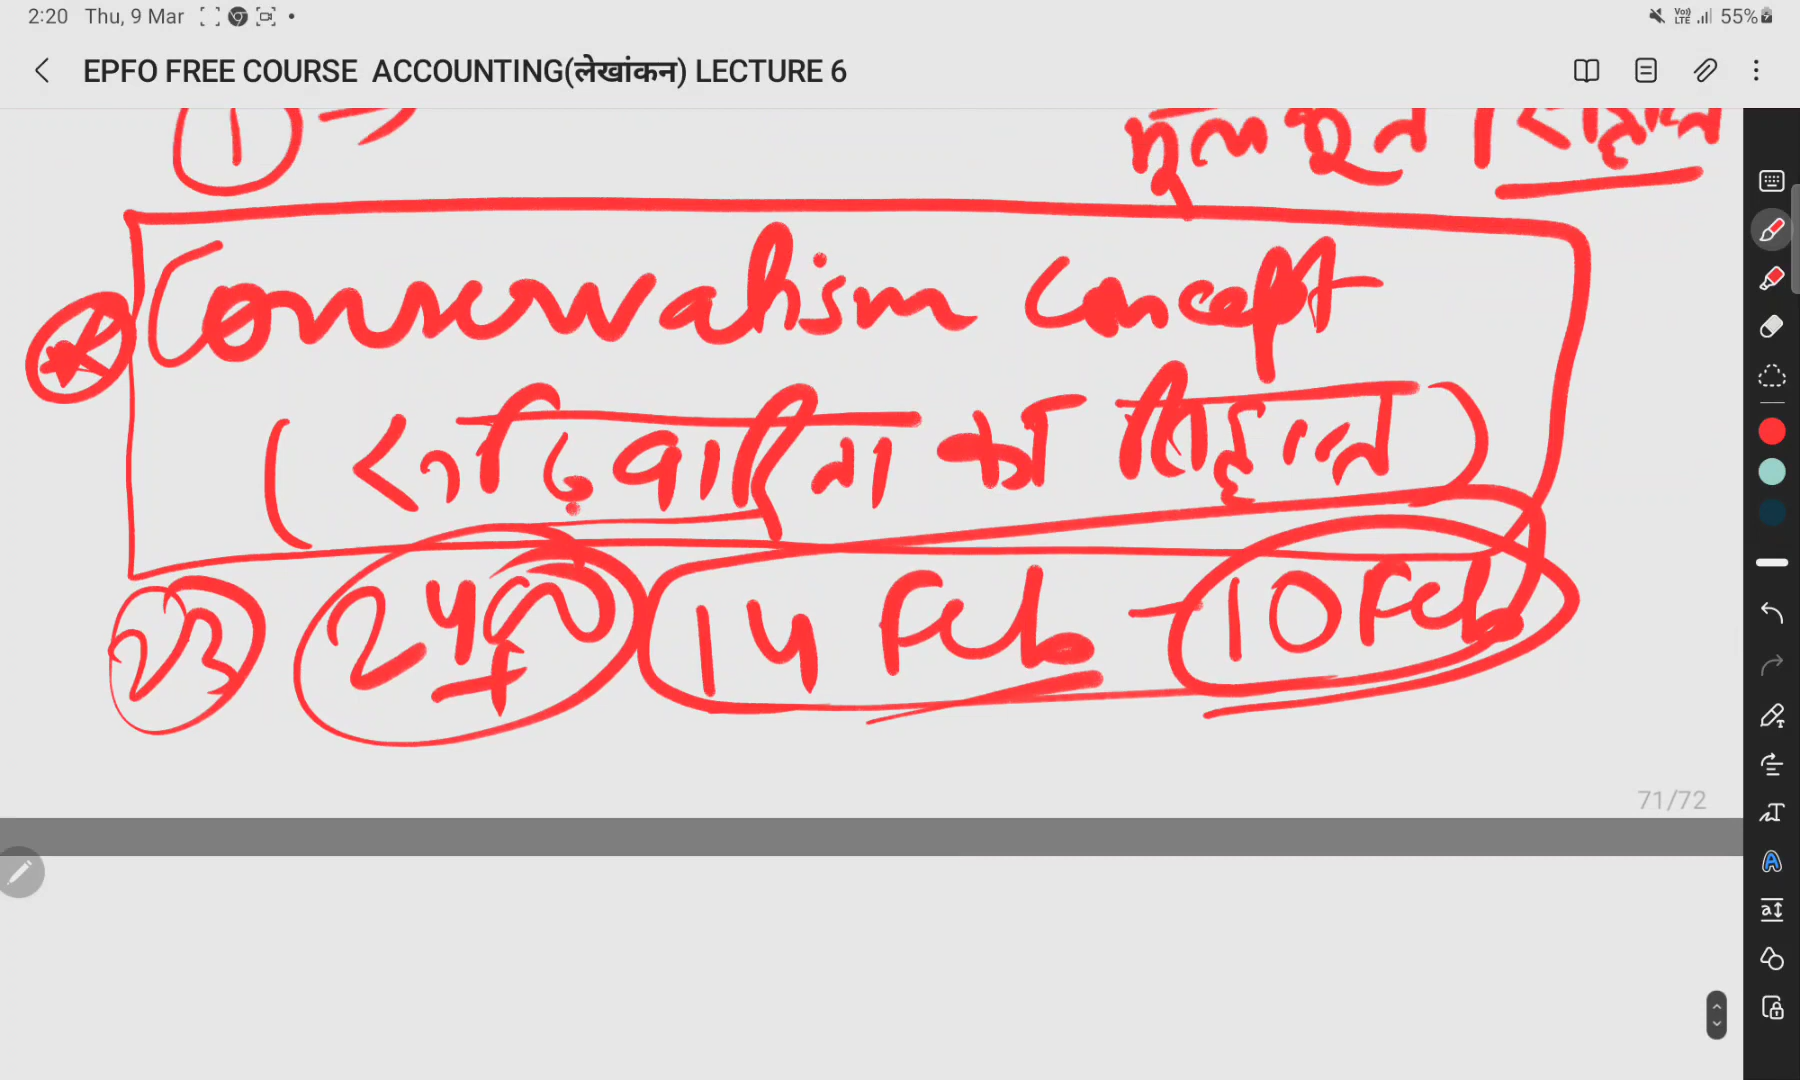 2:20 Thu, 9 Mar 55%
EPFO FREE COURSE ACCOUNTING(लेखांकन) LECTURE 6
1
मूलभूत सिद्धान्त
Conservatism Concept
(रूढ़िवादिता का सिद्धान्त)
23 14 Feb - 10 Feb
71/72